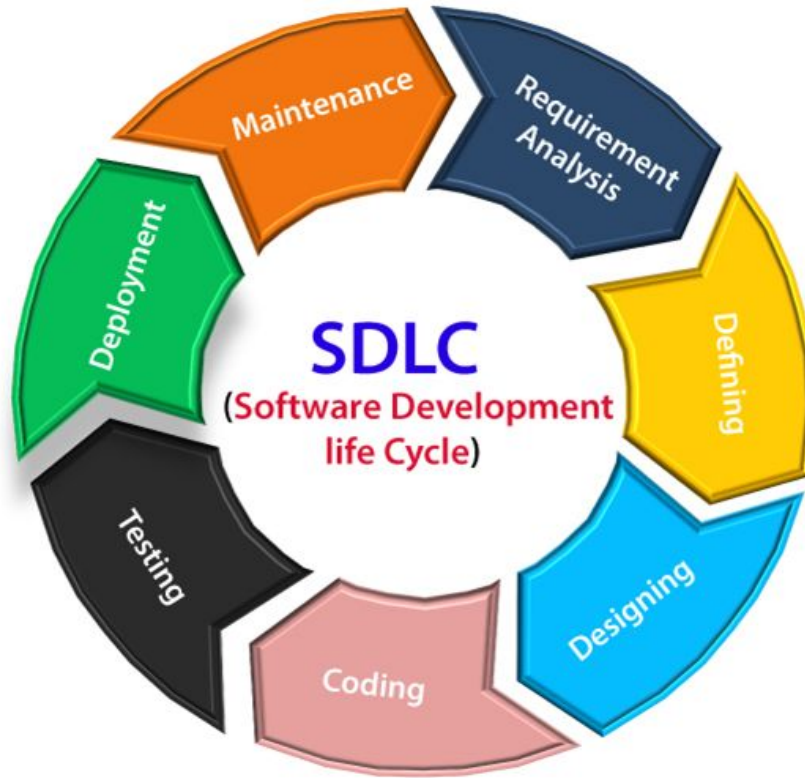 SDLC
(Software Development
life Cycle)
Requirement
Analysis
Defining
Designing
Coding
Testing
Deployment
Maintenance